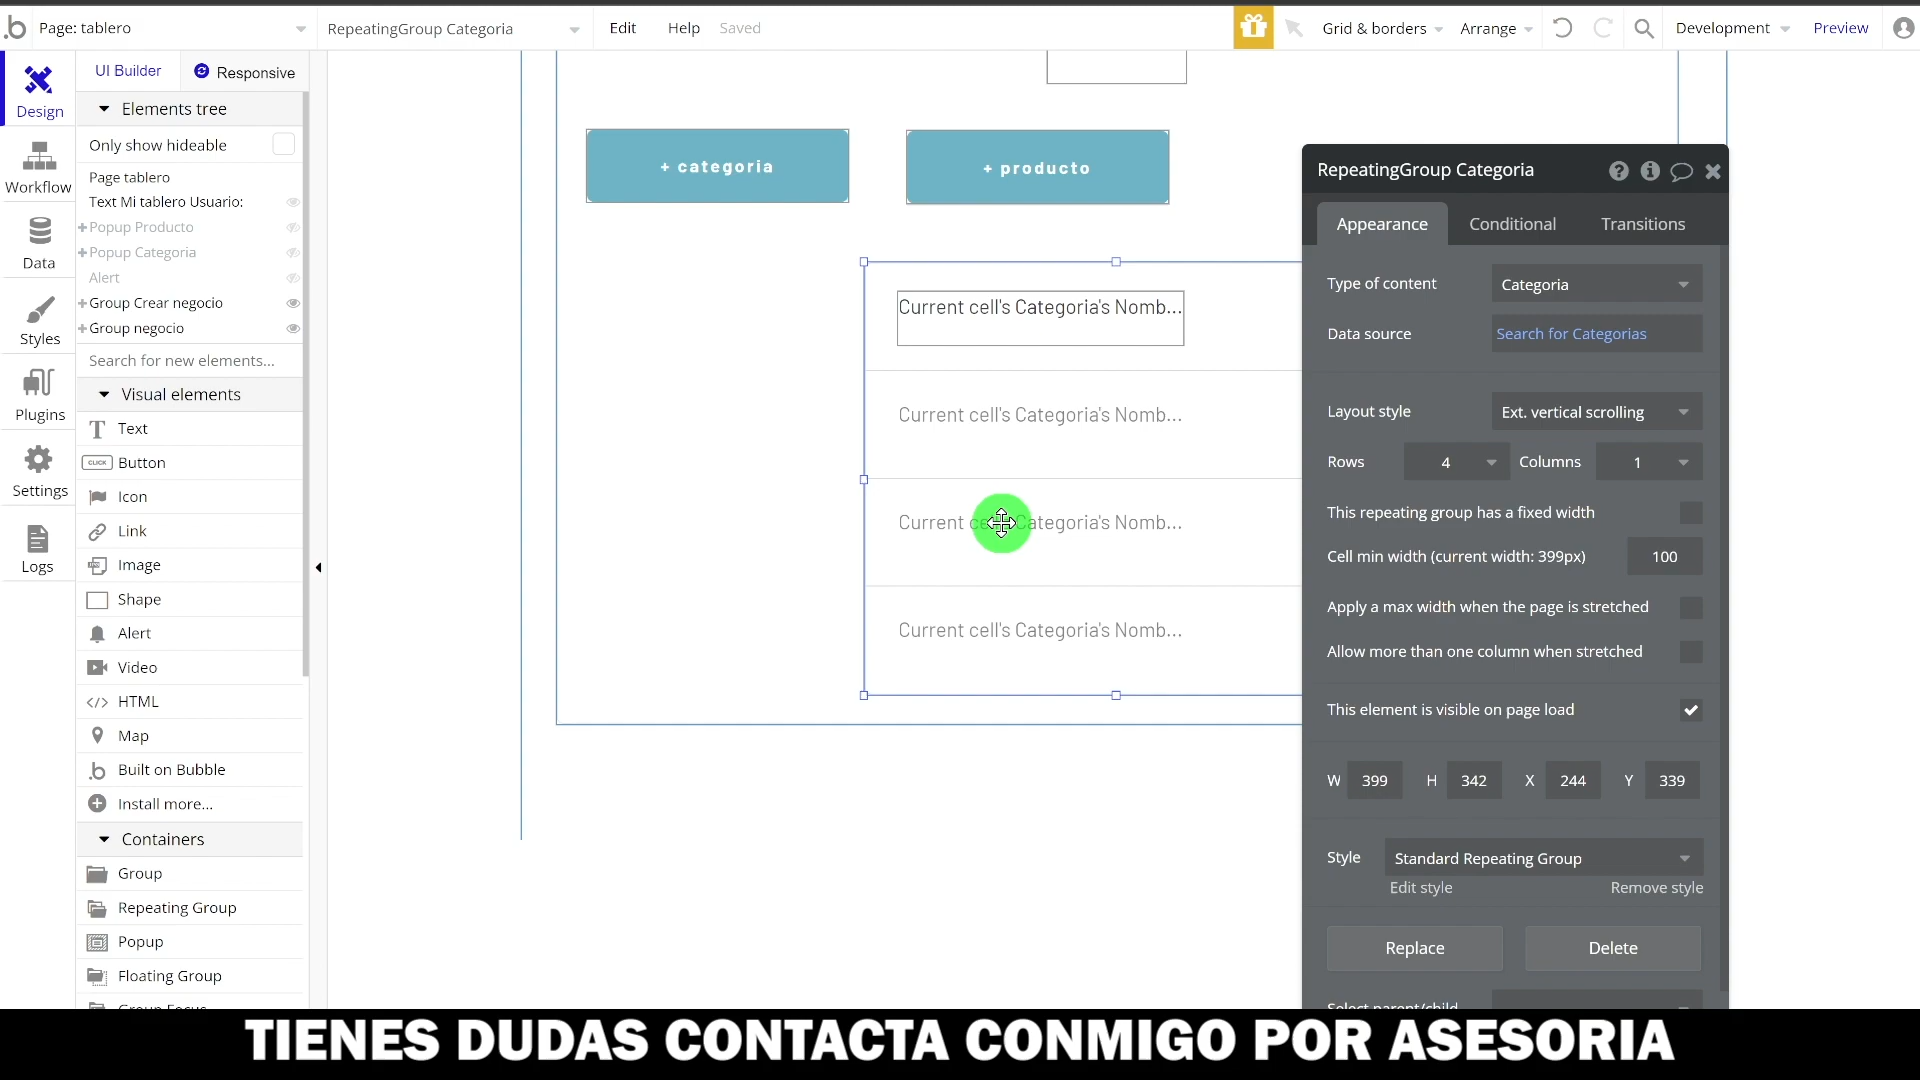 Page: tablero
RepeatingGroup Categoria
Edit
Help
Saved
Grid & borders
Arrange
Development
Preview
UI Builder
Responsive
Design
Workflow
Data
Styles
Plugins
Settings
Logs
Elements tree
Only show hideable
Page tablero
Text Mi tablero Usuario:
Popup Producto
Popup Categoria
Alert
Group Crear negocio
Group negocio
Search for new elements...
Visual elements
Text
CLICK Button
Icon
Link
Image
Shape
Alert
Video
HTML
Map
Built on Bubble
Install more...
Containers
Group
Repeating Group
Popup
Floating Group
Group Focus
+ categoria
+ producto
Current cell's Categoria's Nomb...
Current cell's Categoria's Nomb...
Current cell's Categoria's Nomb...
Current cell's Categoria's Nomb...
RepeatingGroup Categoria
Appearance
Conditional
Transitions
Type of content
Categoria
Data source
Search for Categorias
Layout style
Ext. vertical scrolling
Rows
4
Columns
1
This repeating group has a fixed width
Cell min width (current width: 399px)
100
Apply a max width when the page is stretched
Allow more than one column when stretched
This element is visible on page load
W 399 H 342 X 244 Y 339
Style
Standard Repeating Group
Edit style
Remove style
Replace
Delete
Select parent/child
TIENES DUDAS CONTACTA CONMIGO POR ASESORIA